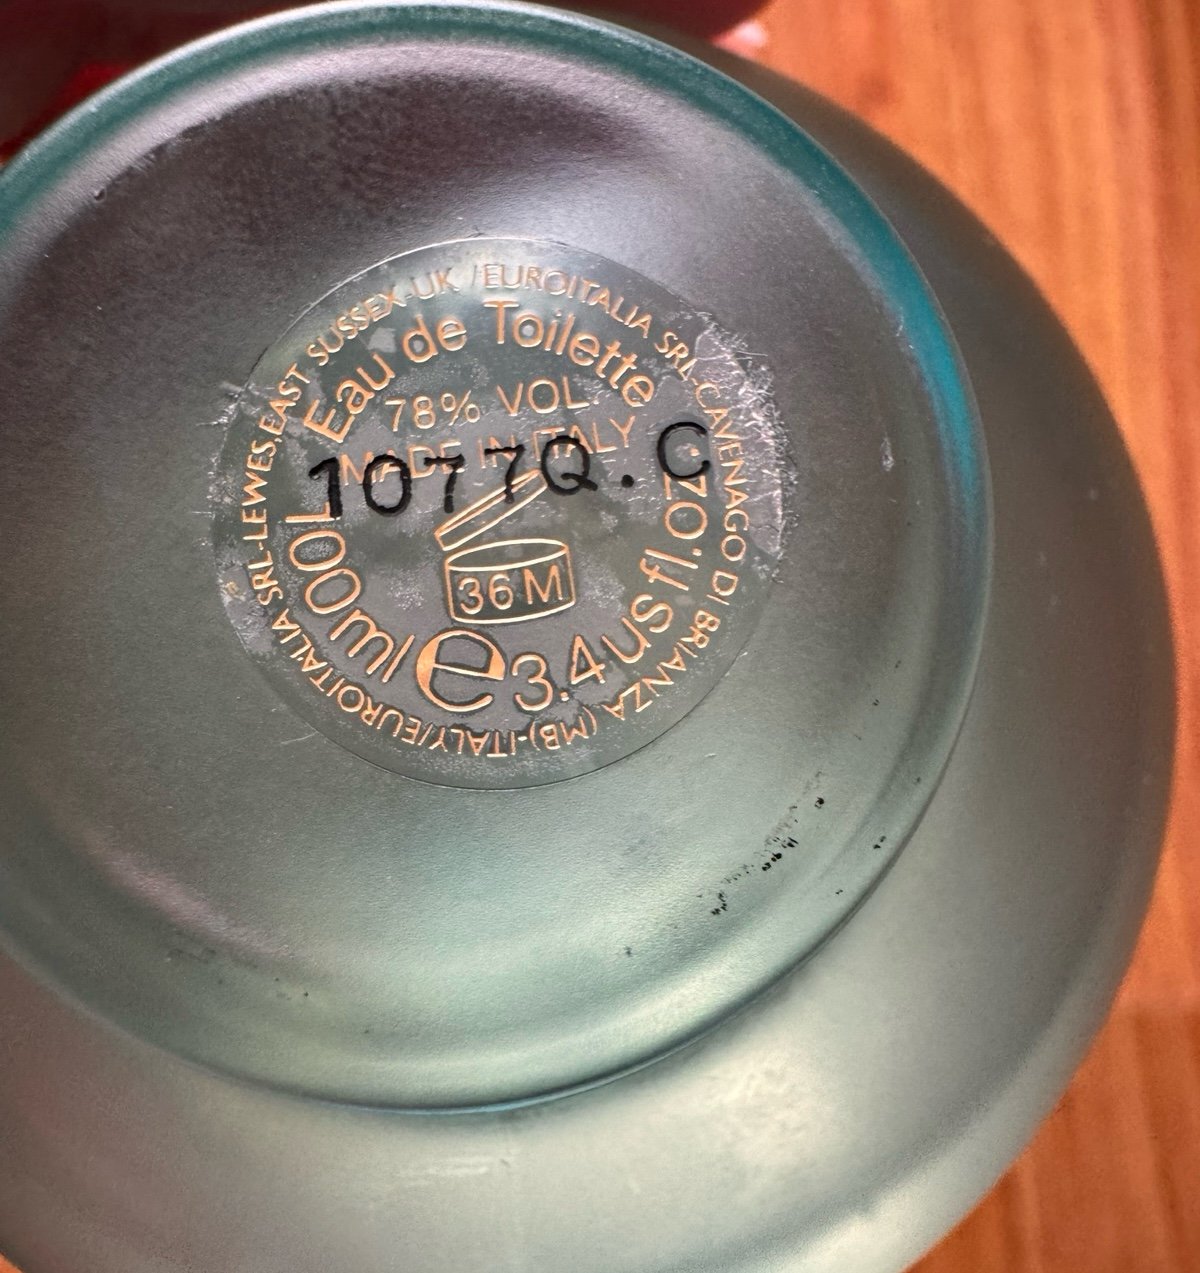 EUROITALIA SRL-LEWES,EAST SUSSEX-UK /EUROITALIA SRL-CAVENAGO DI BRIANZA (MB)-ITALY/
Eau de Toilette
78% VOL.
MADE IN ITALY
1077Q.C
36M
100ml e 3.4 us fl.oz